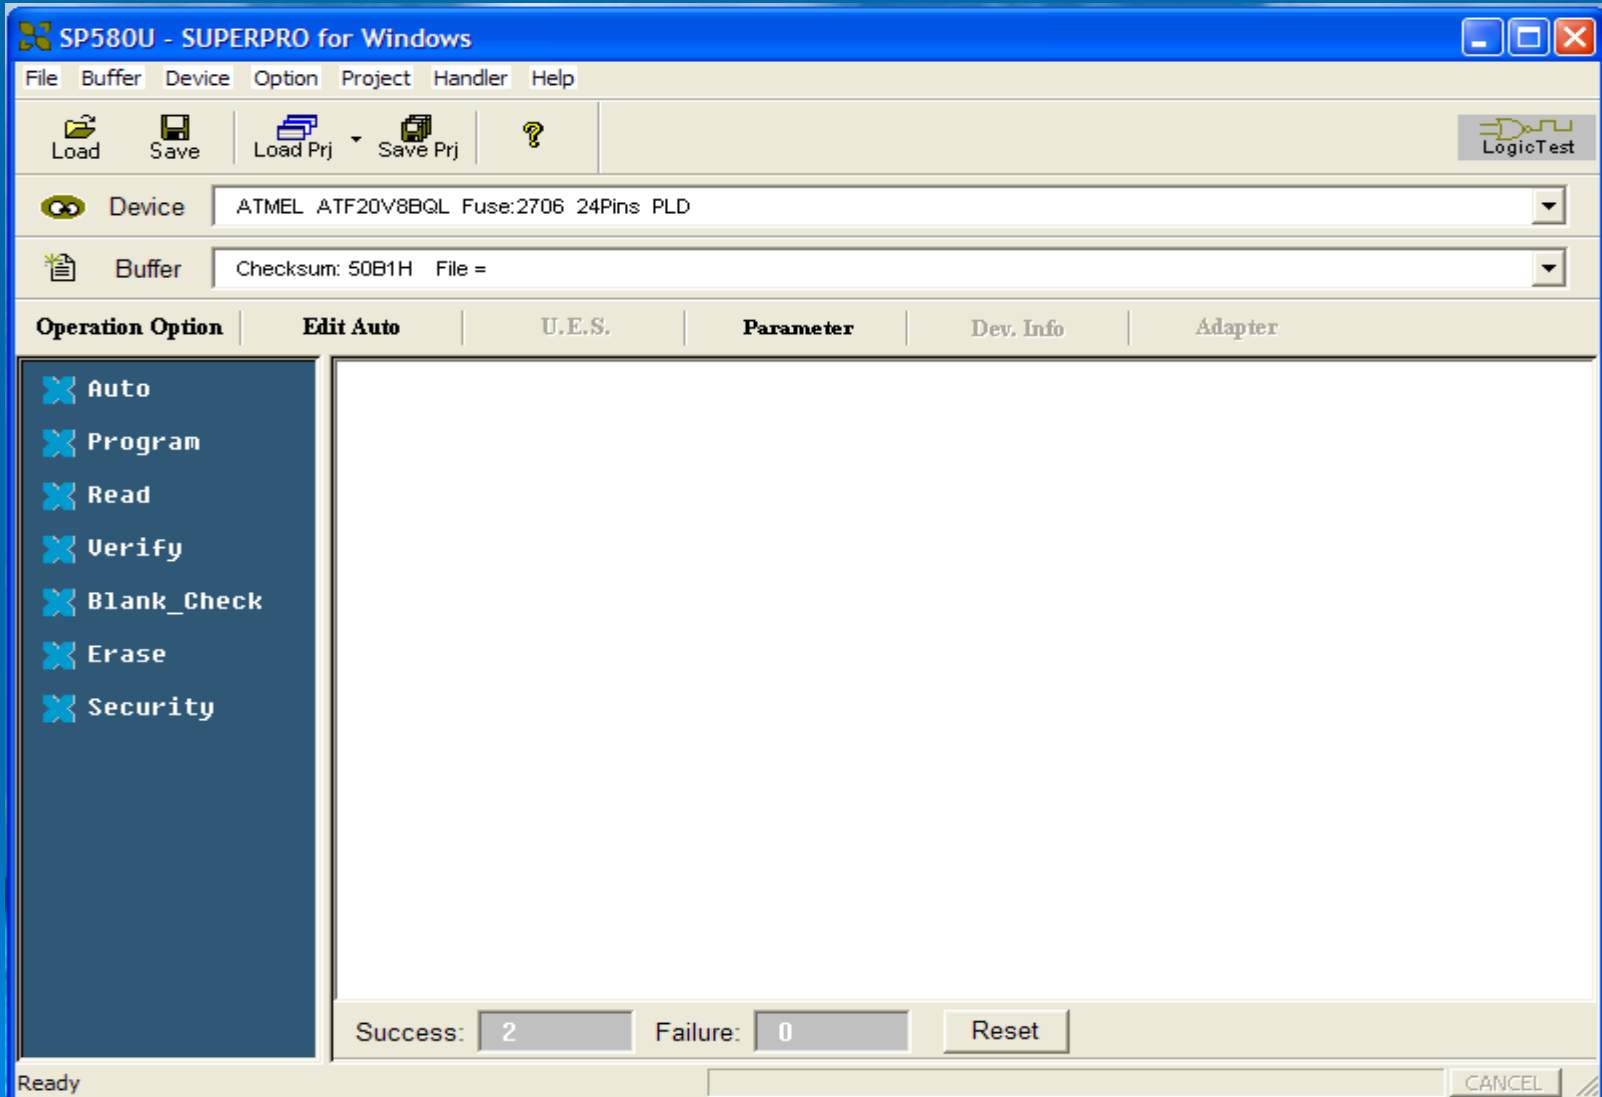 SP580U - SUPERPRO for Windows
File Buffer Device Option Project Handler Help
Load Save Load Prj Save Prj ? LogicTest
Device ATMEL ATF20V8BQL Fuse:2706 24Pins PLD
Buffer Checksum: 50B1H File =
Operation Option Edit Auto U.E.S. Parameter Dev. Info Adapter
Auto
Program
Read
Verify
Blank_Check
Erase
Security
Success: 2 Failure: 0 Reset
Ready CANCEL